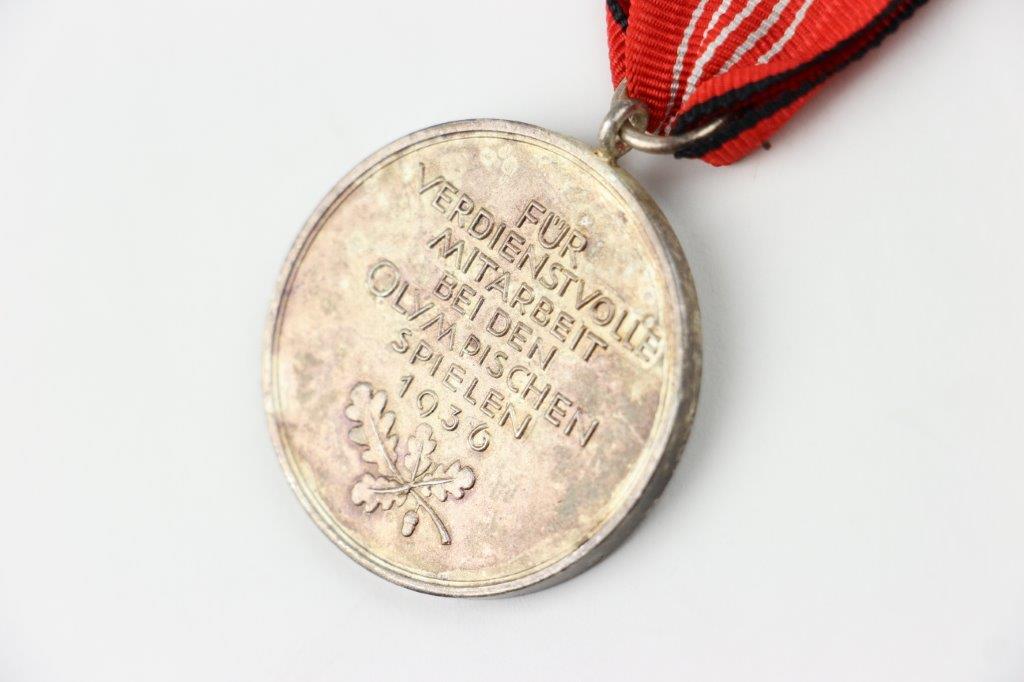 FÜR
VERDIENSTVOLLE
MITARBEIT
BEI DEN
OLYMPISCHEN
SPIELEN
1936